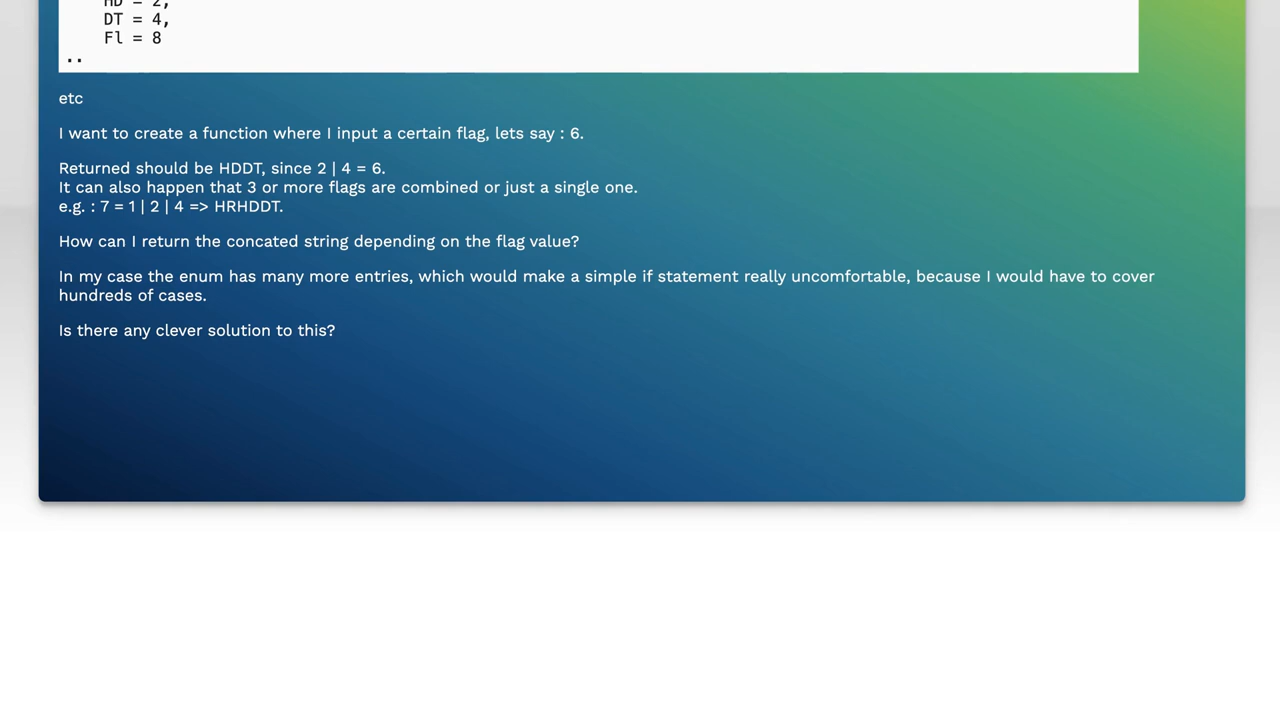 HD = 2,
DT = 4,
Fl = 8
..
etc
I want to create a function where I input a certain flag, lets say : 6.
Returned should be HDDT, since 2 | 4 = 6.
It can also happen that 3 or more flags are combined or just a single one.
e.g. : 7 = 1 | 2 | 4 => HRHDDT.
How can I return the concated string depending on the flag value?
In my case the enum has many more entries, which would make a simple if statement really uncomfortable, because I would have to cover
hundreds of cases.
Is there any clever solution to this?